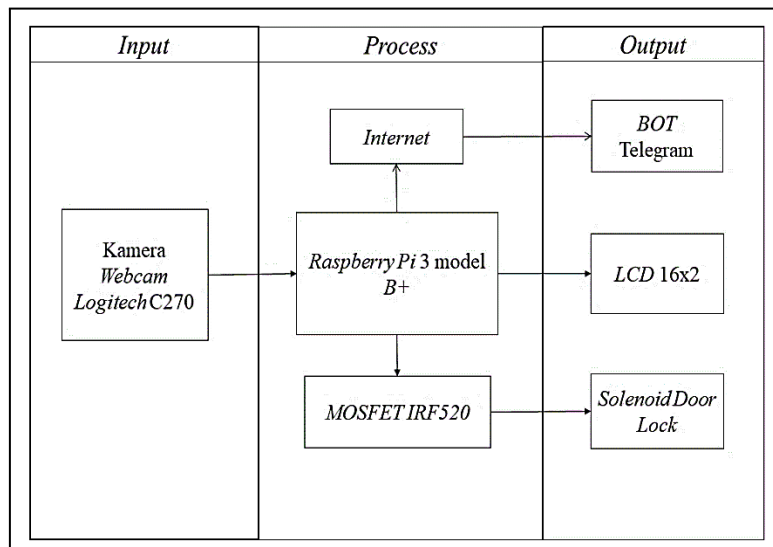 Input
Process
Output
Internet
BOT
Telegram
Kamera
Webcam
Logitech C270
Raspberry Pi 3 model
B+
LCD 16x2
MOSFET IRF520
Solenoid Door
Lock